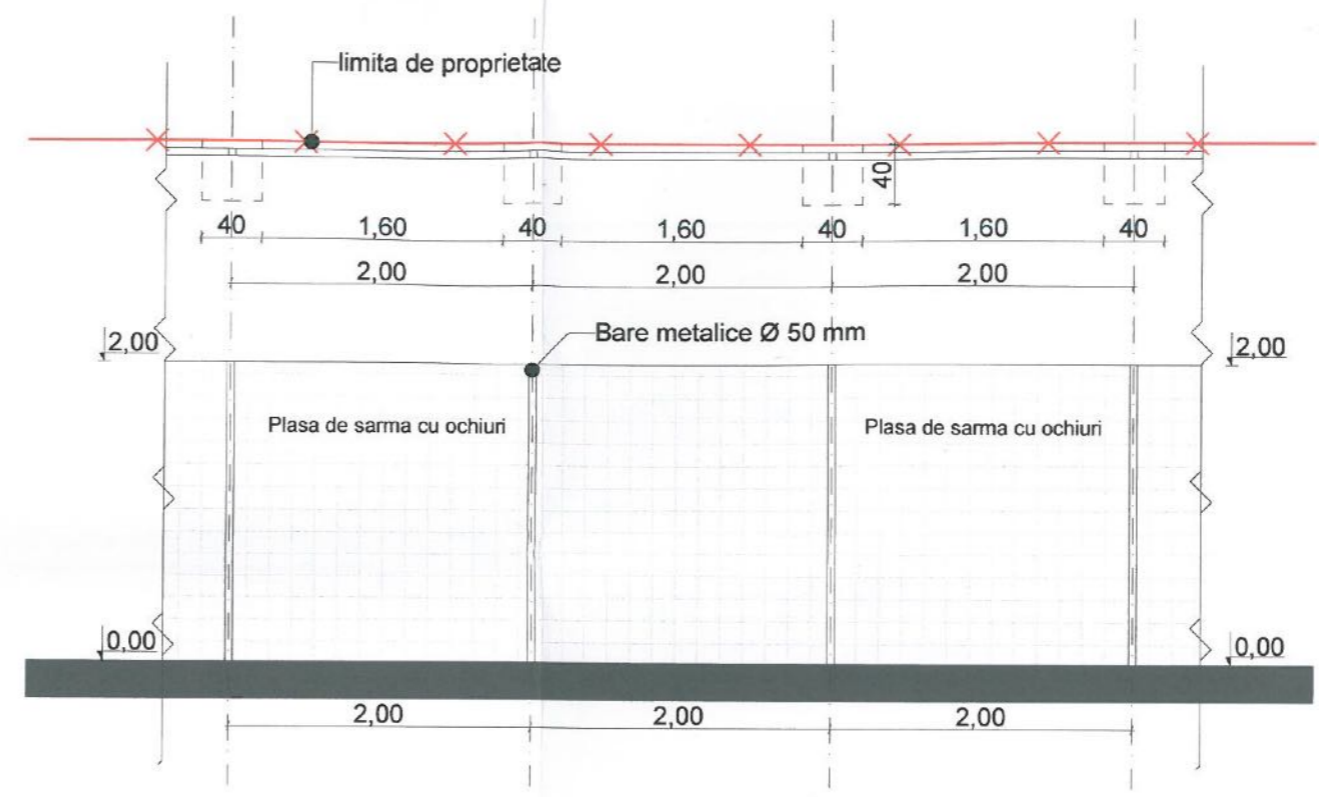 limita de proprietate
40
40 1,60 40 1,60 40 1,60 40
2,00 2,00 2,00
Bare metalice Ø 50 mm
2,00 2,00
Plasa de sarma cu ochiuri Plasa de sarma cu ochiuri
0,00 0,00
2,00 2,00 2,00